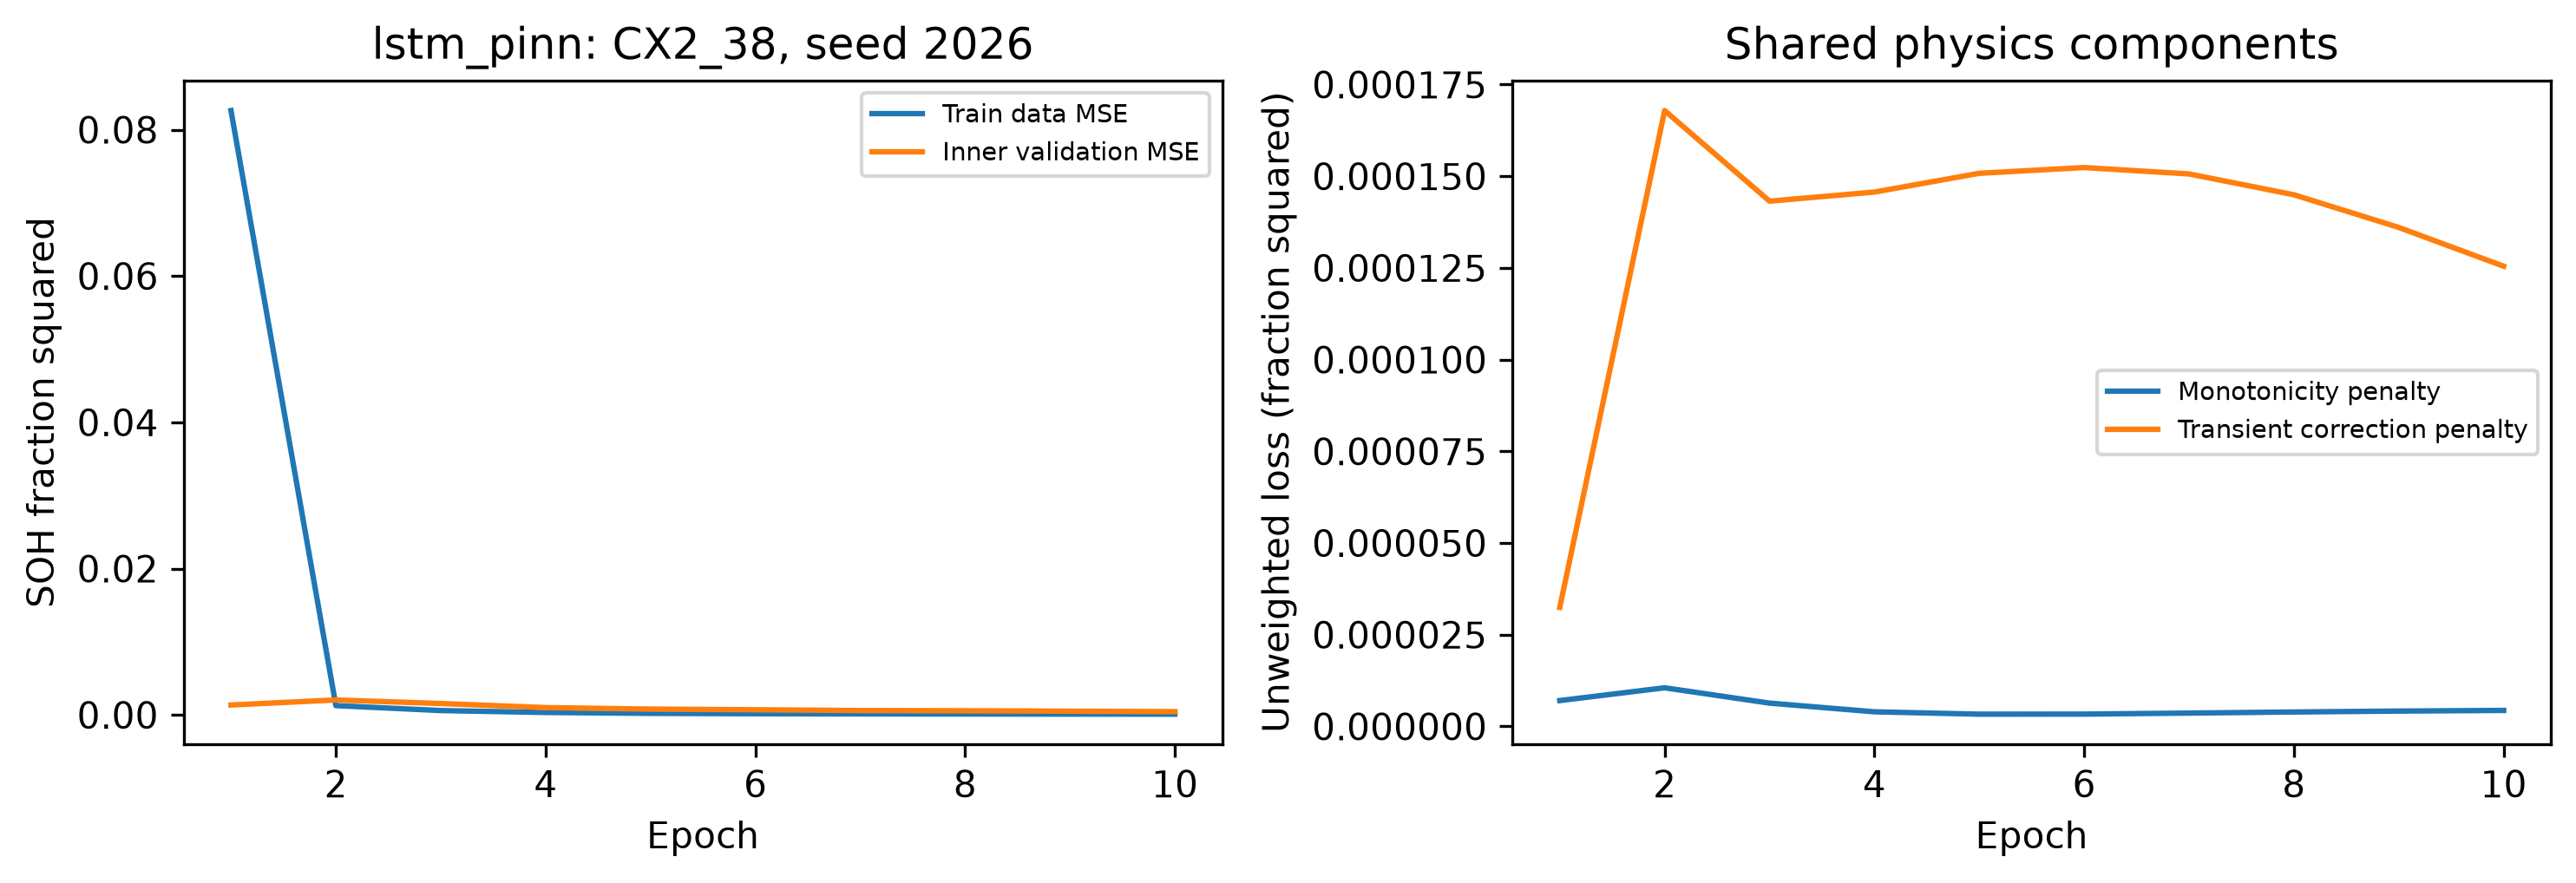 lstm_pinn: CX2_38, seed 2026
SOH fraction squared
0.08
0.06
0.04
0.02
0.00
Train data MSE
Inner validation MSE
2
4
6
8
10
Epoch
Shared physics components
Unweighted loss (fraction squared)
0.000175
0.000150
0.000125
0.000100
0.000075
0.000050
0.000025
0.000000
Monotonicity penalty
Transient correction penalty
2
4
6
8
10
Epoch